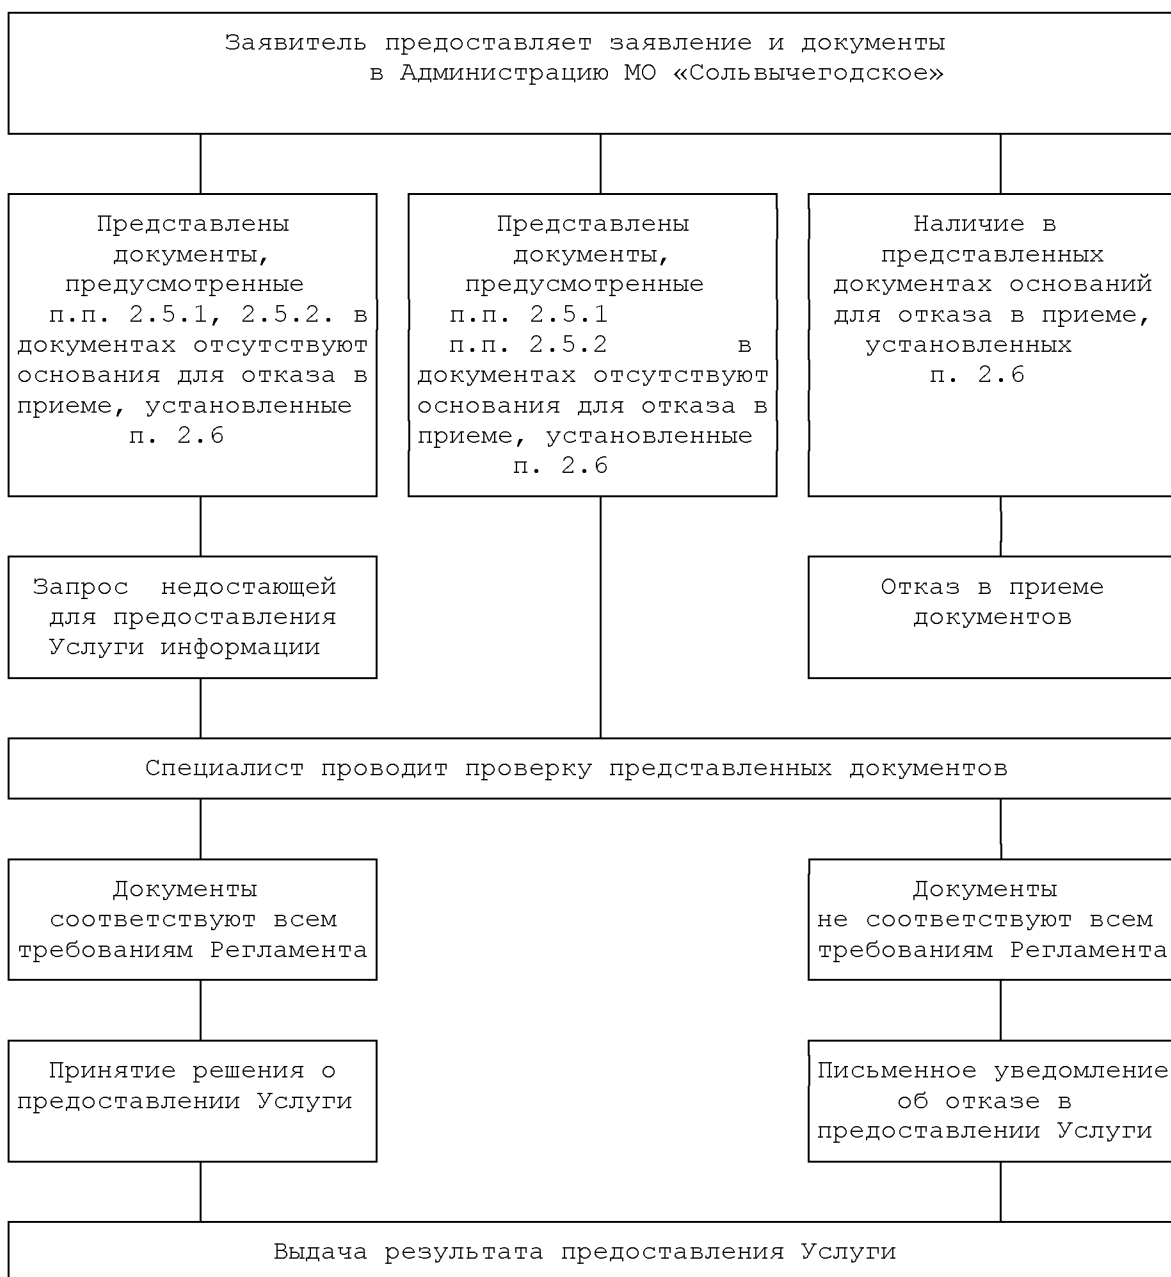 Заявитель предоставляет заявление и документы
в Администрацию МО «Сольвычегодское»
Представлены
документы,
предусмотренные
п.п. 2.5.1, 2.5.2. в
документах отсутствуют
основания для отказа в
приеме, установленные
п. 2.6
Представлены
документы,
предусмотренные
п.п. 2.5.1
п.п. 2.5.2 в
документах отсутствуют
основания для отказа в
приеме, установленные
п. 2.6
Наличие в
представленных
документах оснований
для отказа в приеме,
установленных
п. 2.6
Запрос недостающей
для предоставления
Услуги информации
Отказ в приеме
документов
Специалист проводит проверку представленных документов
Документы
соответствуют всем
требованиям Регламента
Документы
не соответствуют всем
требованиям Регламента
Принятие решения о
предоставлении Услуги
Письменное уведомление
об отказе в
предоставлении Услуги
Выдача результата предоставления Услуги